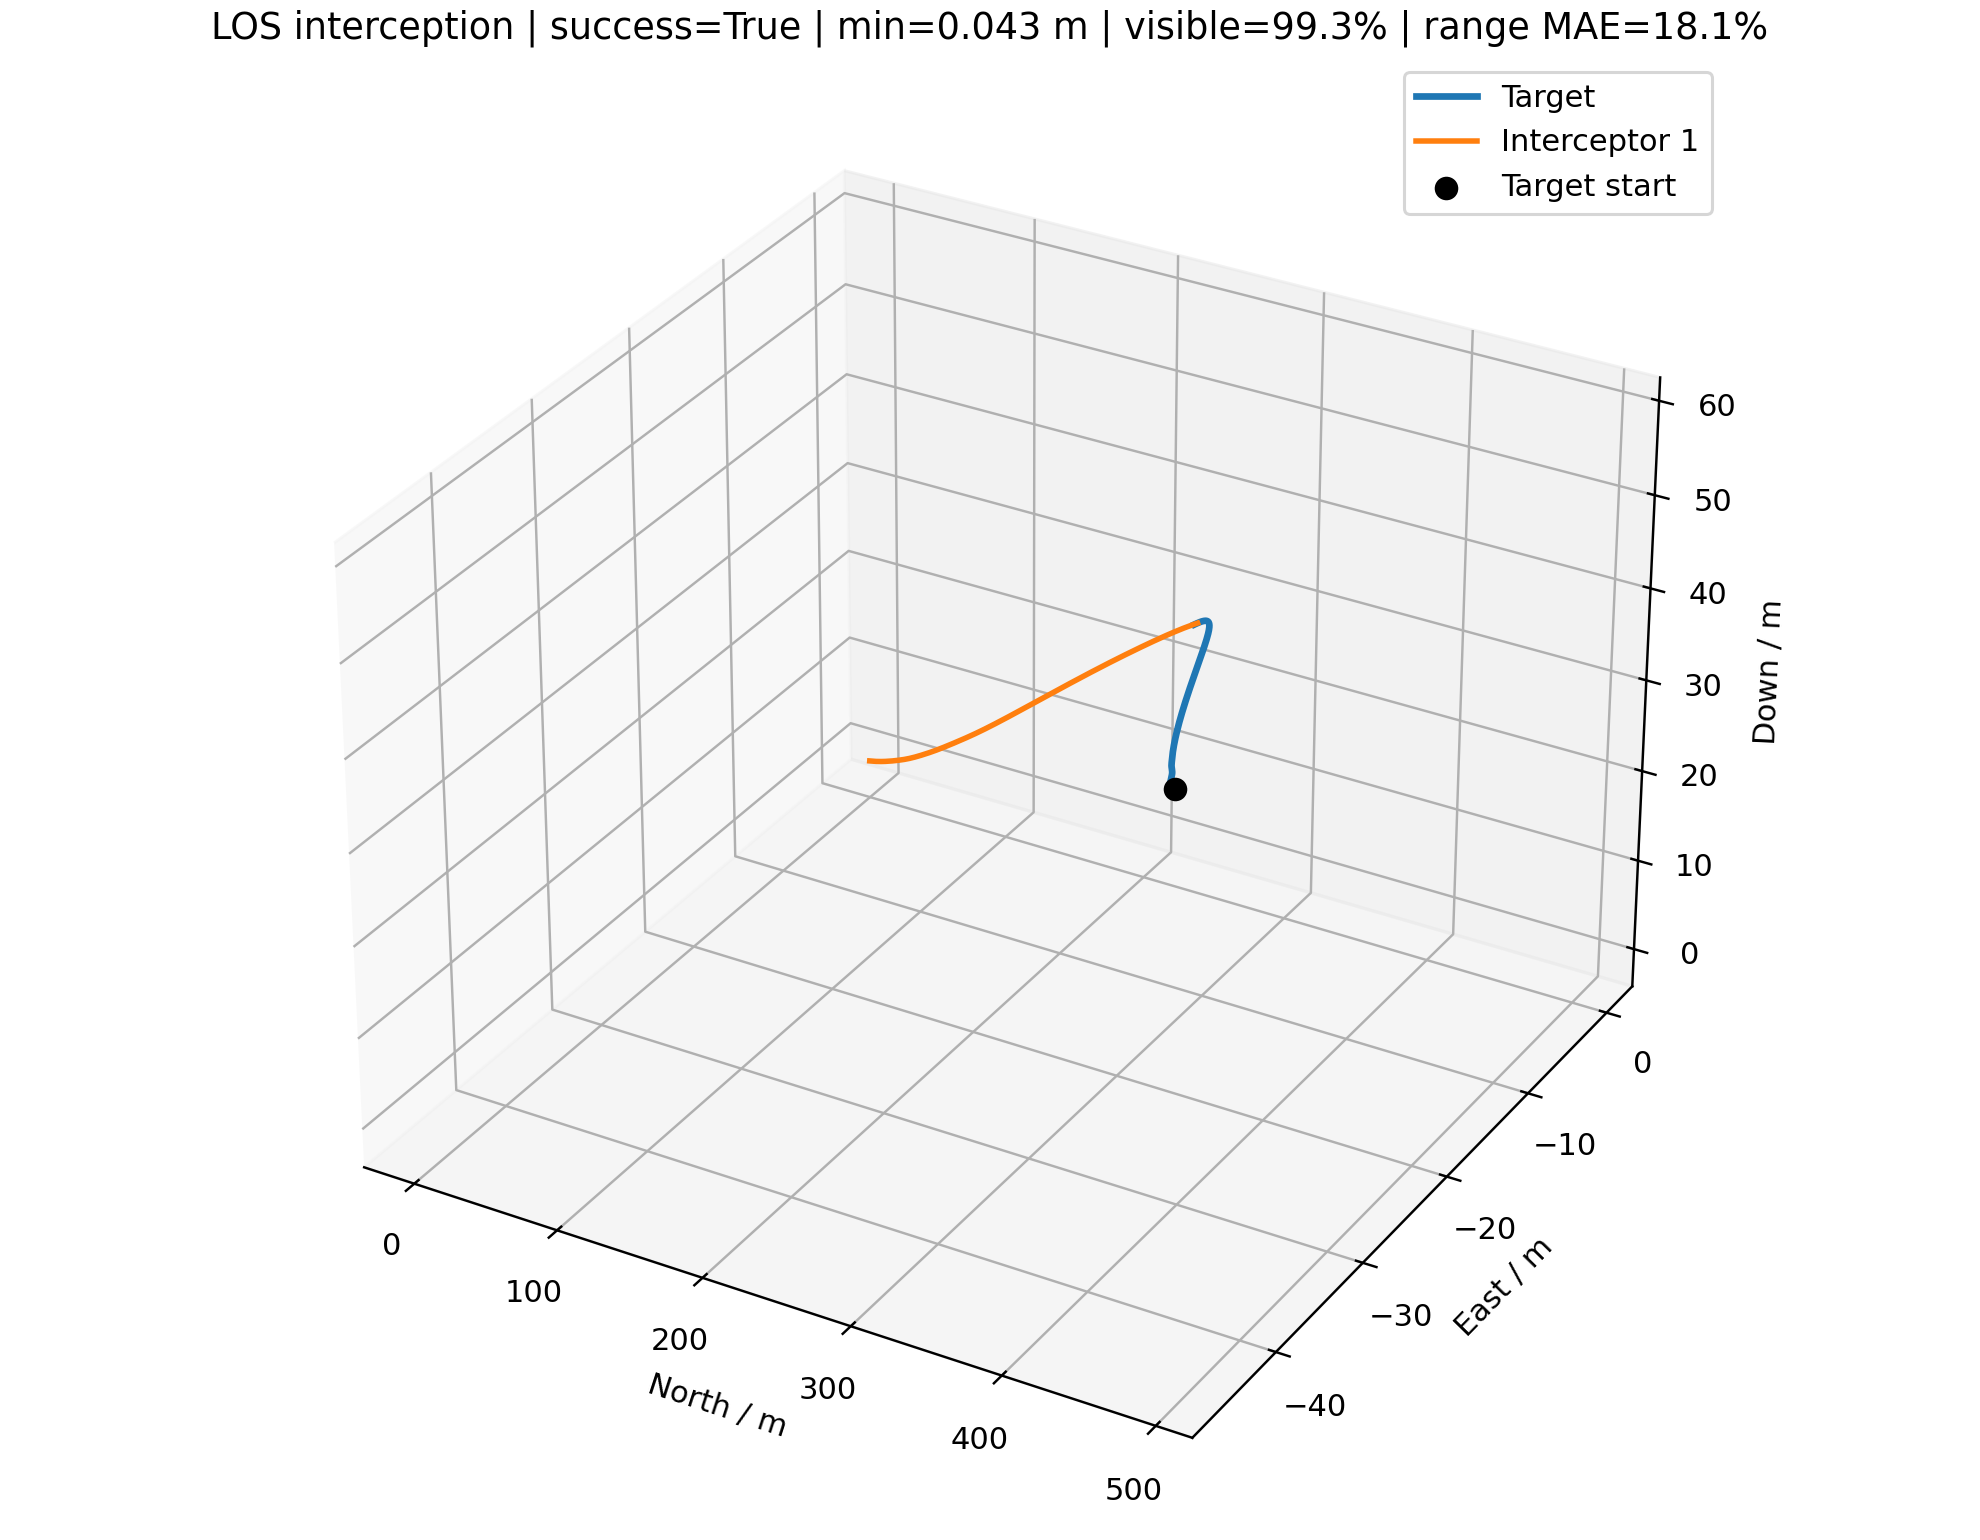 LOS interception | success=True | min=0.043 m | visible=99.3% | range MAE=18.1%
Target
Interceptor 1
Target start
60
50
40
30
20
10
0
Down / m
0
−10
−20
−30
−40
East / m
0
100
200
300
400
500
North / m